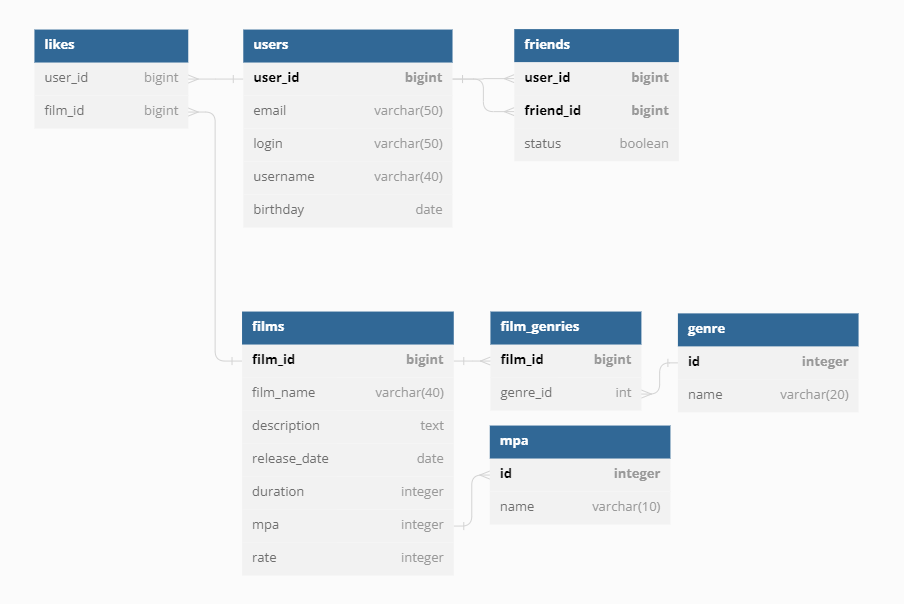 likes
user_id bigint
film_id bigint
users
user_id bigint
email varchar(50)
login varchar(50)
username varchar(40)
birthday date
friends
user_id bigint
friend_id bigint
status boolean
films
film_id bigint
film_name varchar(40)
description text
release_date date
duration integer
mpa integer
rate integer
film_genries
film_id bigint
genre_id int
genre
id integer
name varchar(20)
mpa
id integer
name varchar(10)